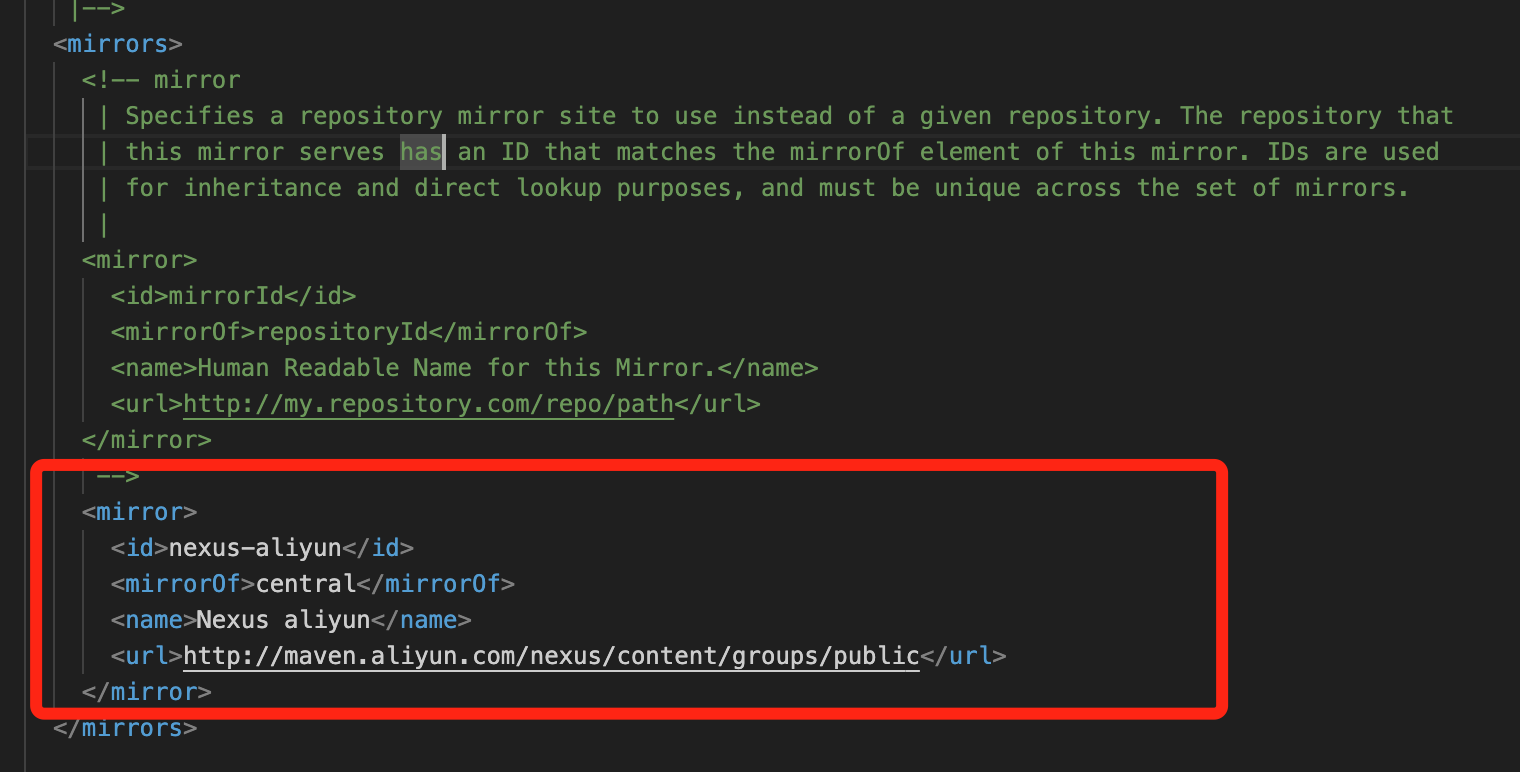 |-->
<mirrors>
<!-- mirror
| Specifies a repository mirror site to use instead of a given repository. The repository that
| this mirror serves has an ID that matches the mirrorOf element of this mirror. IDs are used
| for inheritance and direct lookup purposes, and must be unique across the set of mirrors.
|
<mirror>
<id>mirrorId</id>
<mirrorOf>repositoryId</mirrorOf>
<name>Human Readable Name for this Mirror.</name>
<url>http://my.repository.com/repo/path</url>
</mirror>
-->
<mirror>
<id>nexus-aliyun</id>
<mirrorOf>central</mirrorOf>
<name>Nexus aliyun</name>
<url>http://maven.aliyun.com/nexus/content/groups/public</url>
</mirror>
</mirrors>